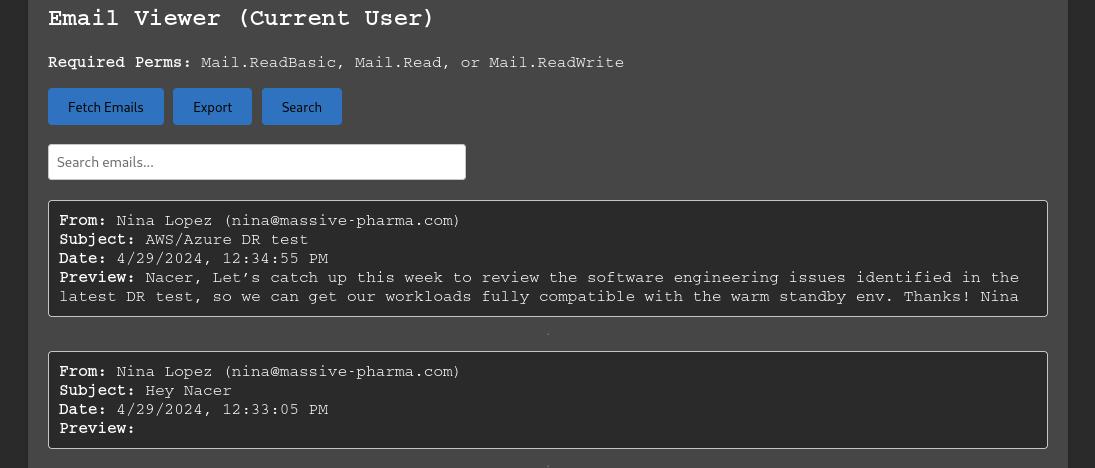 Email Viewer (Current User)
Required Perms: Mail.ReadBasic, Mail.Read, or Mail.ReadWrite
Fetch Emails Export Search
Search emails...
From: Nina Lopez (nina@massive-pharma.com)
Subject: AWS/Azure DR test
Date: 4/29/2024, 12:34:55 PM
Preview: Nacer, Let’s catch up this week to review the software engineering issues identified in the
latest DR test, so we can get our workloads fully compatible with the warm standby env. Thanks! Nina
From: Nina Lopez (nina@massive-pharma.com)
Subject: Hey Nacer
Date: 4/29/2024, 12:33:05 PM
Preview: